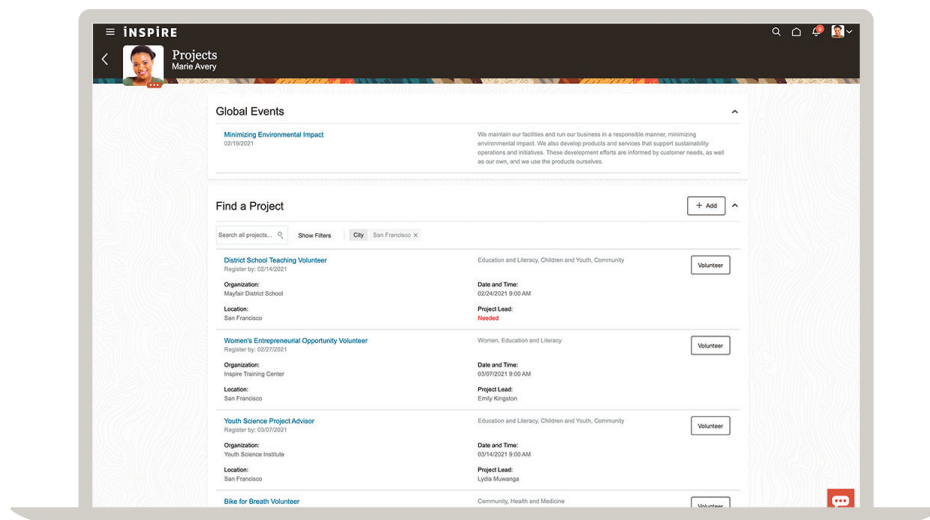 iNSPiRE
Projects
Marie Avery
Global Events
Minimizing Environmental Impact
02/19/2021
We maintain our facilities and run our business in a responsible manner, minimizing
environmental impact. We also develop products and services that support sustainability
operations and initiatives. These development efforts are informed by customer needs, as well
as our own, and we use the products ourselves.
Find a Project
+ Add
Search all projects... Show Filters City San Francisco ×
District School Teaching Volunteer
Register by: 02/14/2021
Education and Literacy, Children and Youth, Community
Volunteer
Organization:
Mayfair District School
Date and Time:
02/24/2021 9:00 AM
Location:
San Francisco
Project Lead:
Needed
Women's Entrepreneurial Opportunity Volunteer
Register by: 02/27/2021
Women, Education and Literacy
Volunteer
Organization:
Inspire Training Center
Date and Time:
03/07/2021 9:00 AM
Location:
San Francisco
Project Lead:
Emily Kingston
Youth Science Project Advisor
Register by: 03/07/2021
Education and Literacy, Children and Youth, Community
Volunteer
Organization:
Youth Science Institute
Date and Time:
03/14/2021 9:00 AM
Location:
San Francisco
Project Lead:
Lydia Muwanga
Bike for Breath Volunteer
Community, Health and Medicine
Volunteer